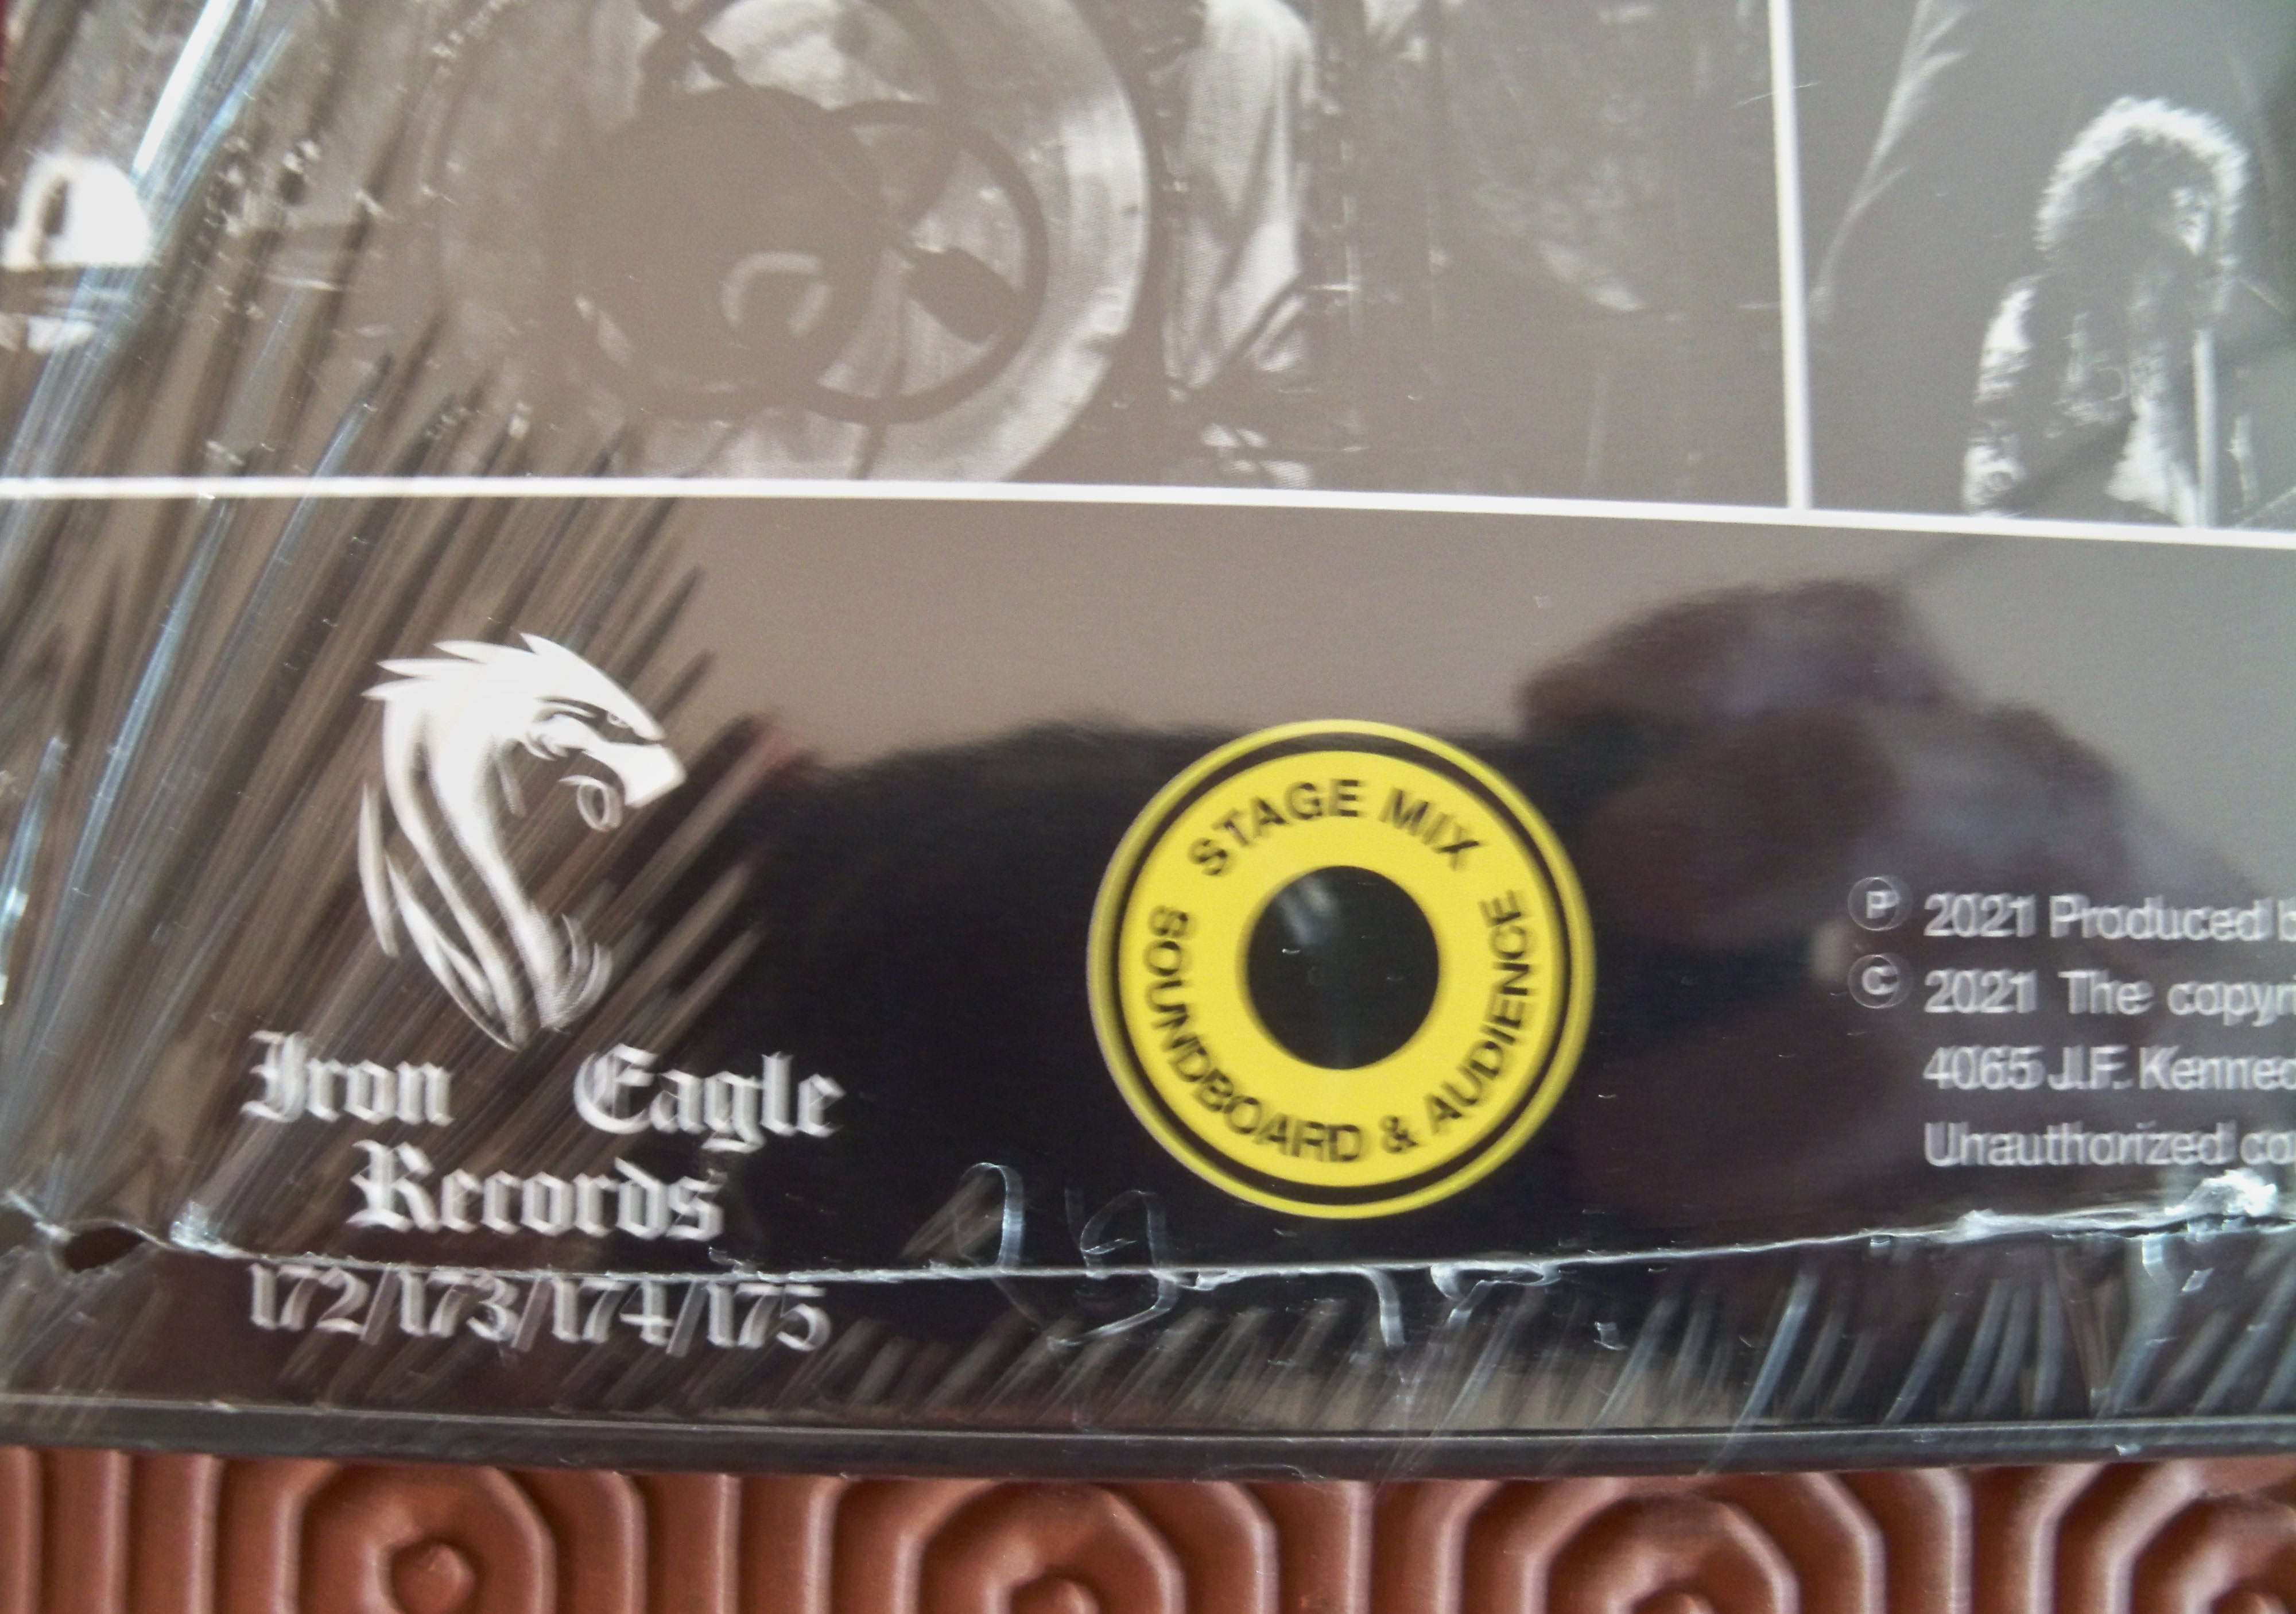 Iron Eagle
Records
172/173/174/175
STAGE MIX
SOUNDBOARD & AUDIENCE
Ⓟ 2021 Produced
Ⓒ 2021 The
4065 J.F.
Unauthorized